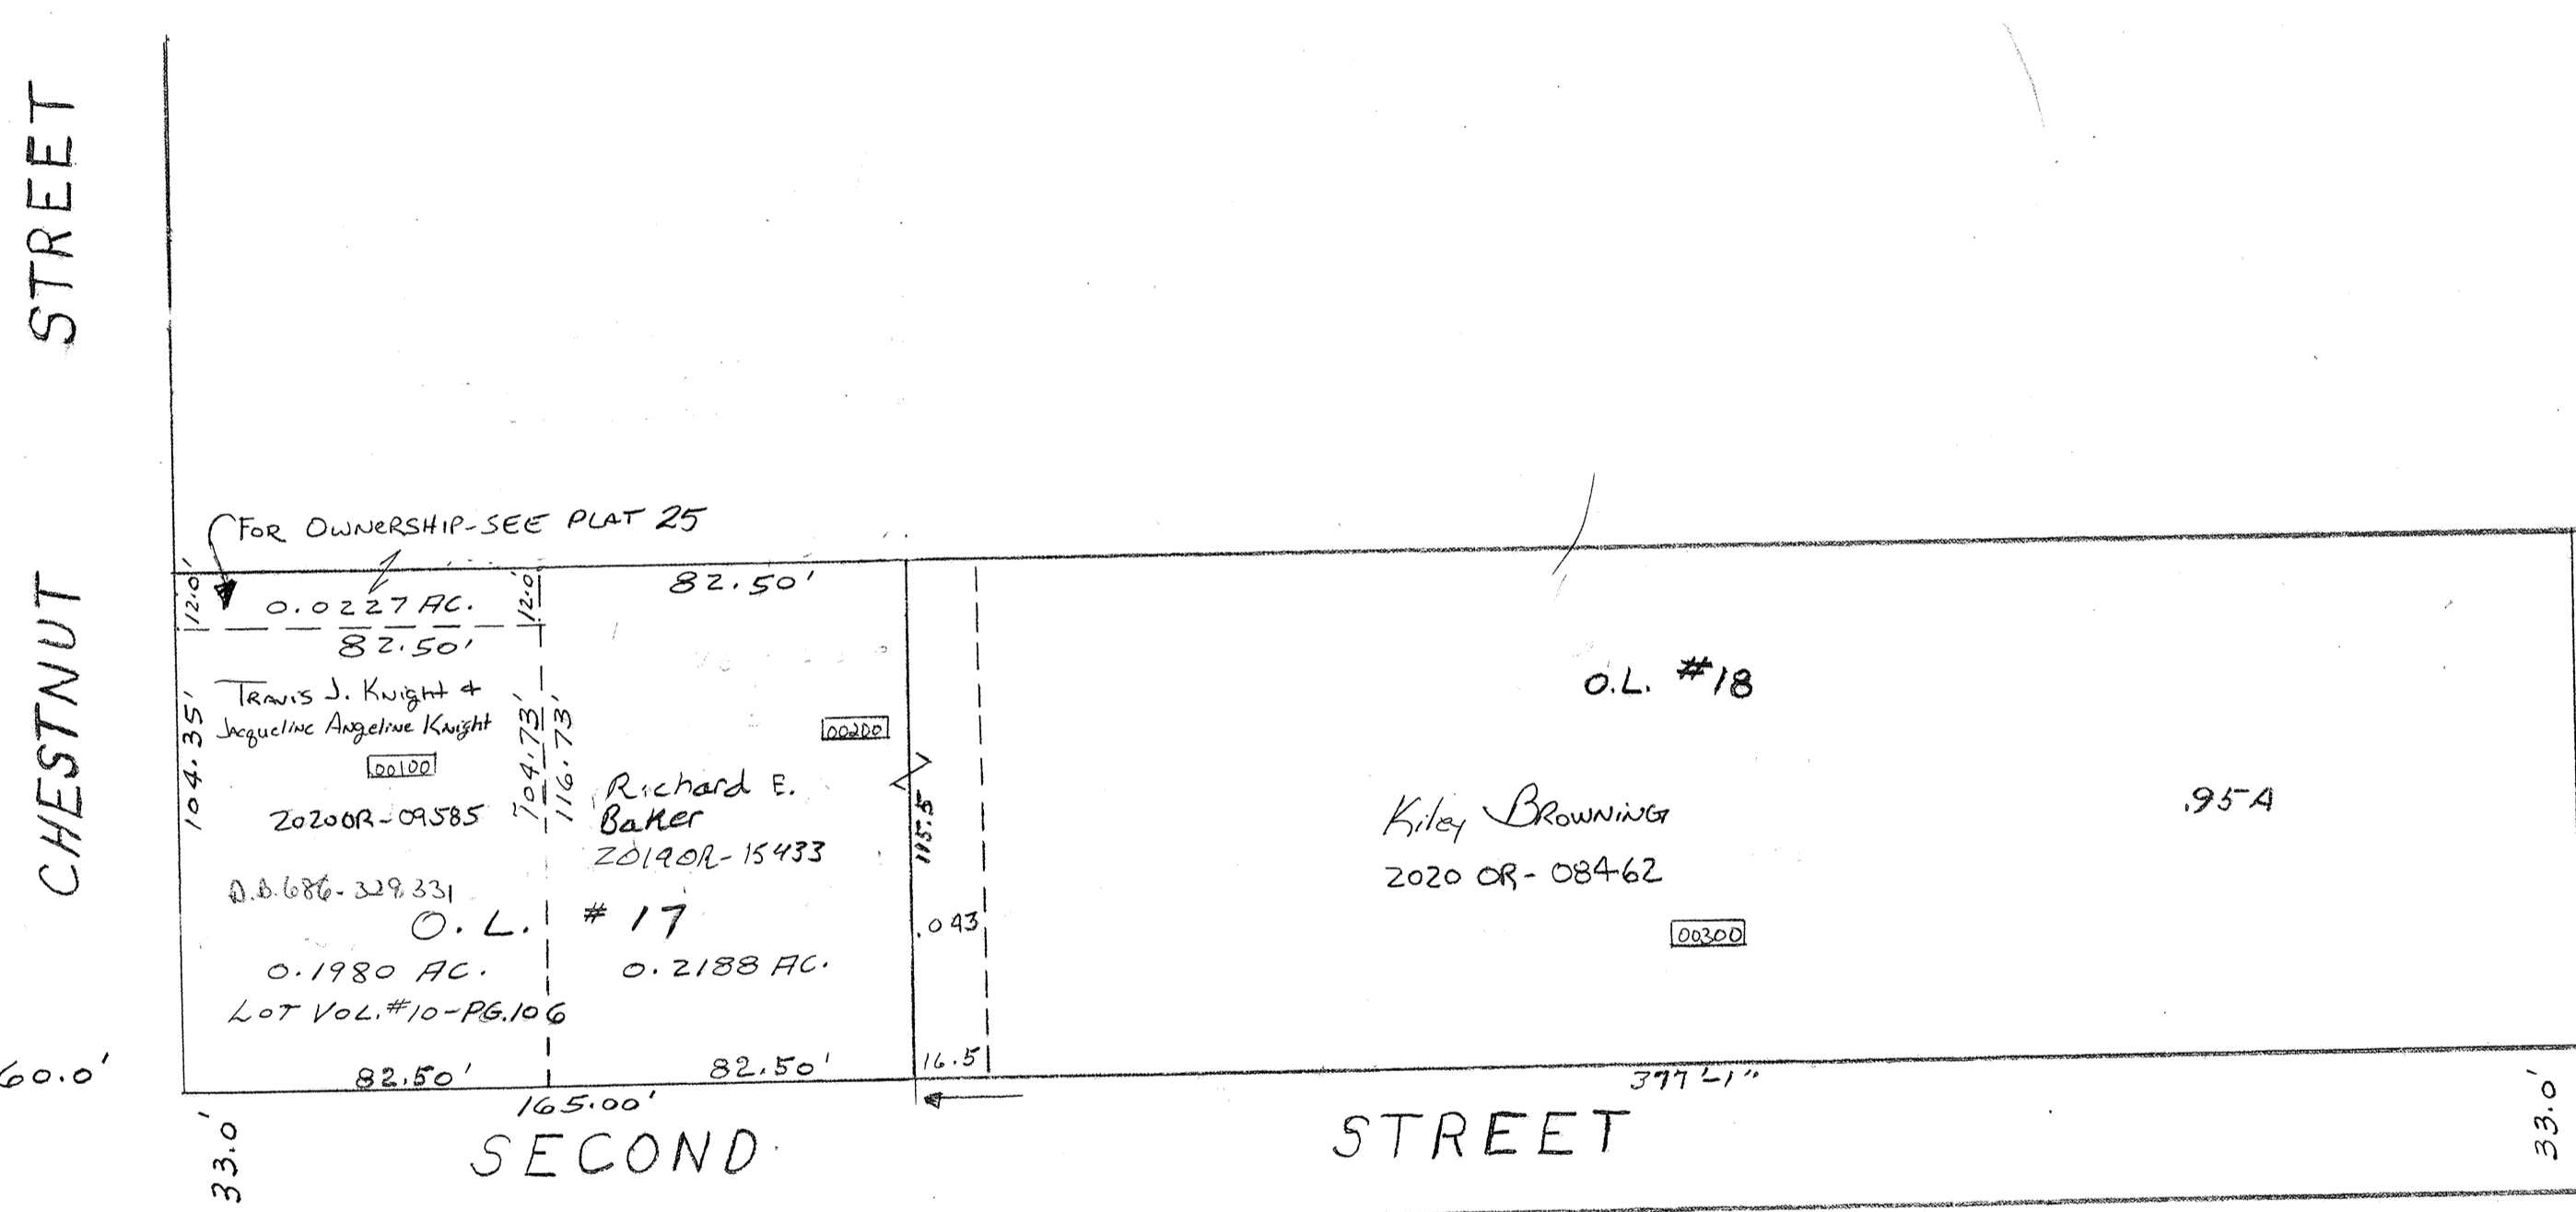 CHESTNUT STREET
FOR OWNERSHIP-SEE PLAT 25
12.0'
0.0227 AC.
12.0'
82.50'
82.50'
TRAVIS J. Knight &
Jacqueline Angeline Knight
00100
2020OR-09585
104.35'
104.73'
116.73'
D.B. 686-329,331
O.L. # 17
0.1980 AC.
LOT VOL.#10-PG.106
82.50'
00200
Richard E.
Baker
2019OR-15433
0.2188 AC.
82.50'
115.5
.043
16.5
O.L. #18
Kiley BROWNING
2020 OR-08462
.95A
00300
60.0'
165.00'
397'-1"
33.0'
SECOND STREET
33.0'